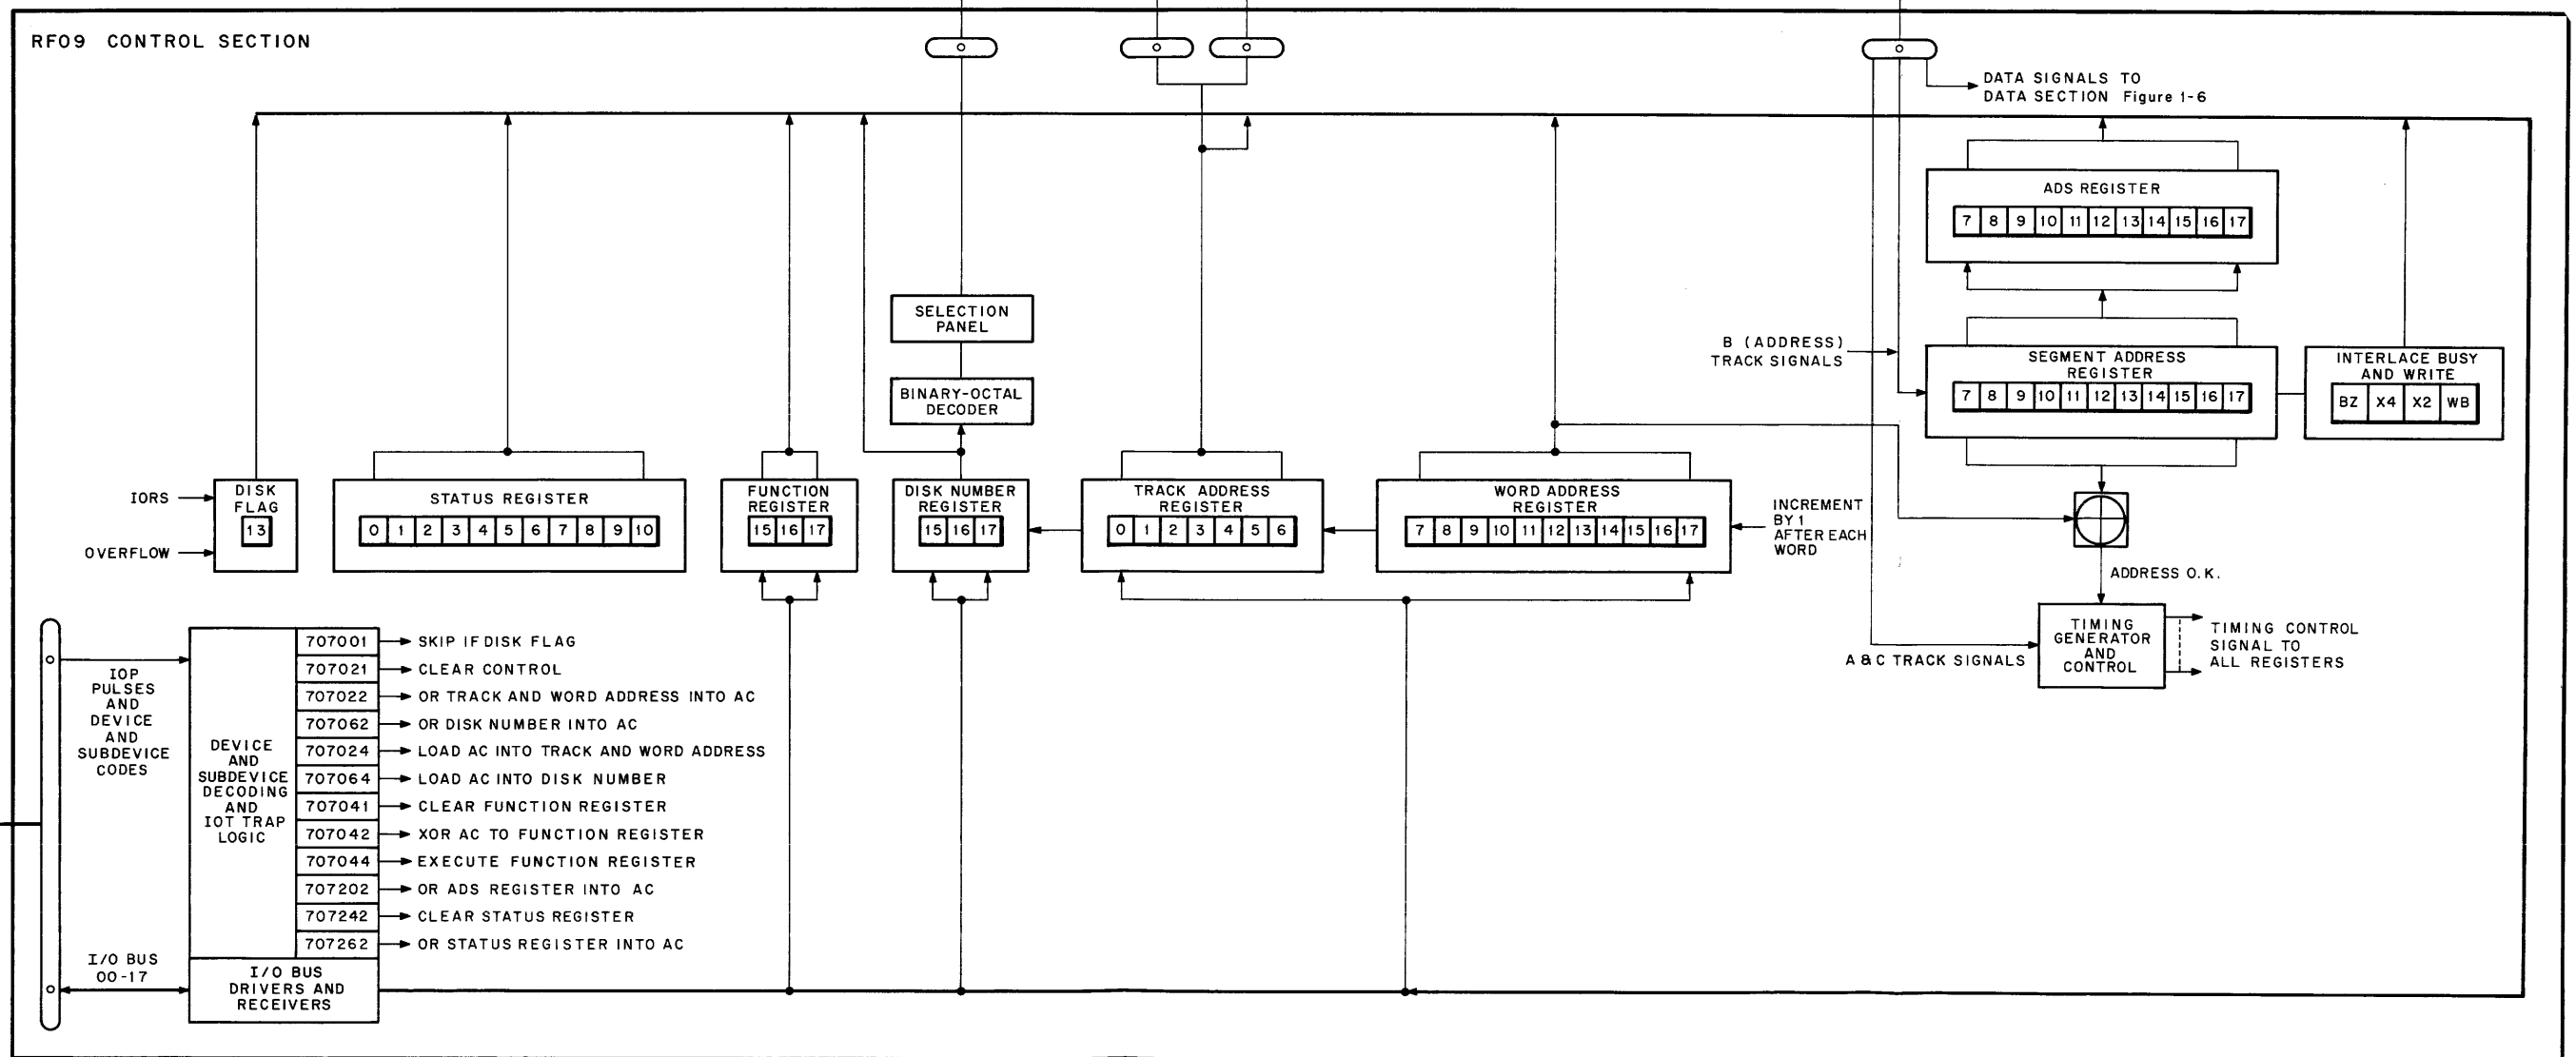 RF09 CONTROL SECTION
DATA SIGNALS TO
DATA SECTION Figure 1-6
ADS REGISTER
7 8 9 10 11 12 13 14 15 16 17
SELECTION
PANEL
BINARY-OCTAL
DECODER
B (ADDRESS)
TRACK SIGNALS
SEGMENT ADDRESS
REGISTER
7 8 9 10 11 12 13 14 15 16 17
INTERLACE BUSY
AND WRITE
BZ X4 X2 WB
IORS
OVERFLOW
DISK
FLAG
13
STATUS REGISTER
0 1 2 3 4 5 6 7 8 9 10
FUNCTION
REGISTER
15 16 17
DISK NUMBER
REGISTER
15 16 17
TRACK ADDRESS
REGISTER
0 1 2 3 4 5 6
WORD ADDRESS
REGISTER
7 8 9 10 11 12 13 14 15 16 17
INCREMENT
BY 1
AFTER EACH
WORD
ADDRESS O.K.
TIMING
GENERATOR
AND
CONTROL
A & C TRACK SIGNALS
TIMING CONTROL
SIGNAL TO
ALL REGISTERS
IOP
PULSES
AND
DEVICE
AND
SUBDEVICE
CODES
DEVICE
AND
SUBDEVICE
DECODING
AND
IOT TRAP
LOGIC
707001 SKIP IF DISK FLAG
707021 CLEAR CONTROL
707022 OR TRACK AND WORD ADDRESS INTO AC
707062 OR DISK NUMBER INTO AC
707024 LOAD AC INTO TRACK AND WORD ADDRESS
707064 LOAD AC INTO DISK NUMBER
707041 CLEAR FUNCTION REGISTER
707042 XOR AC TO FUNCTION REGISTER
707044 EXECUTE FUNCTION REGISTER
707202 OR ADS REGISTER INTO AC
707242 CLEAR STATUS REGISTER
707262 OR STATUS REGISTER INTO AC
I/O BUS
00-17
I/O BUS
DRIVERS AND
RECEIVERS